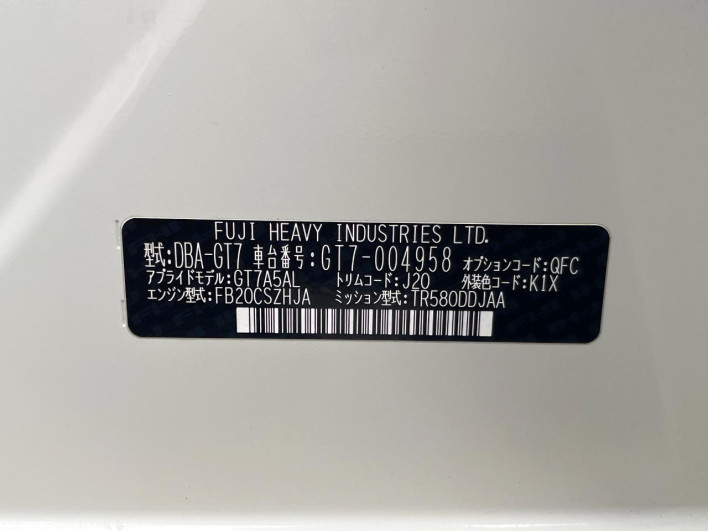 FUJI HEAVY INDUSTRIES LTD.
型式:DBA-GT7 車台番号:GT7-004958 オプションコード:QFC
アプライドモデル:GT7A5AL トリムコード:J20 外装色コード:K1X
エンジン型式:FB20CSZHJA ミッション型式:TR580DDJAA